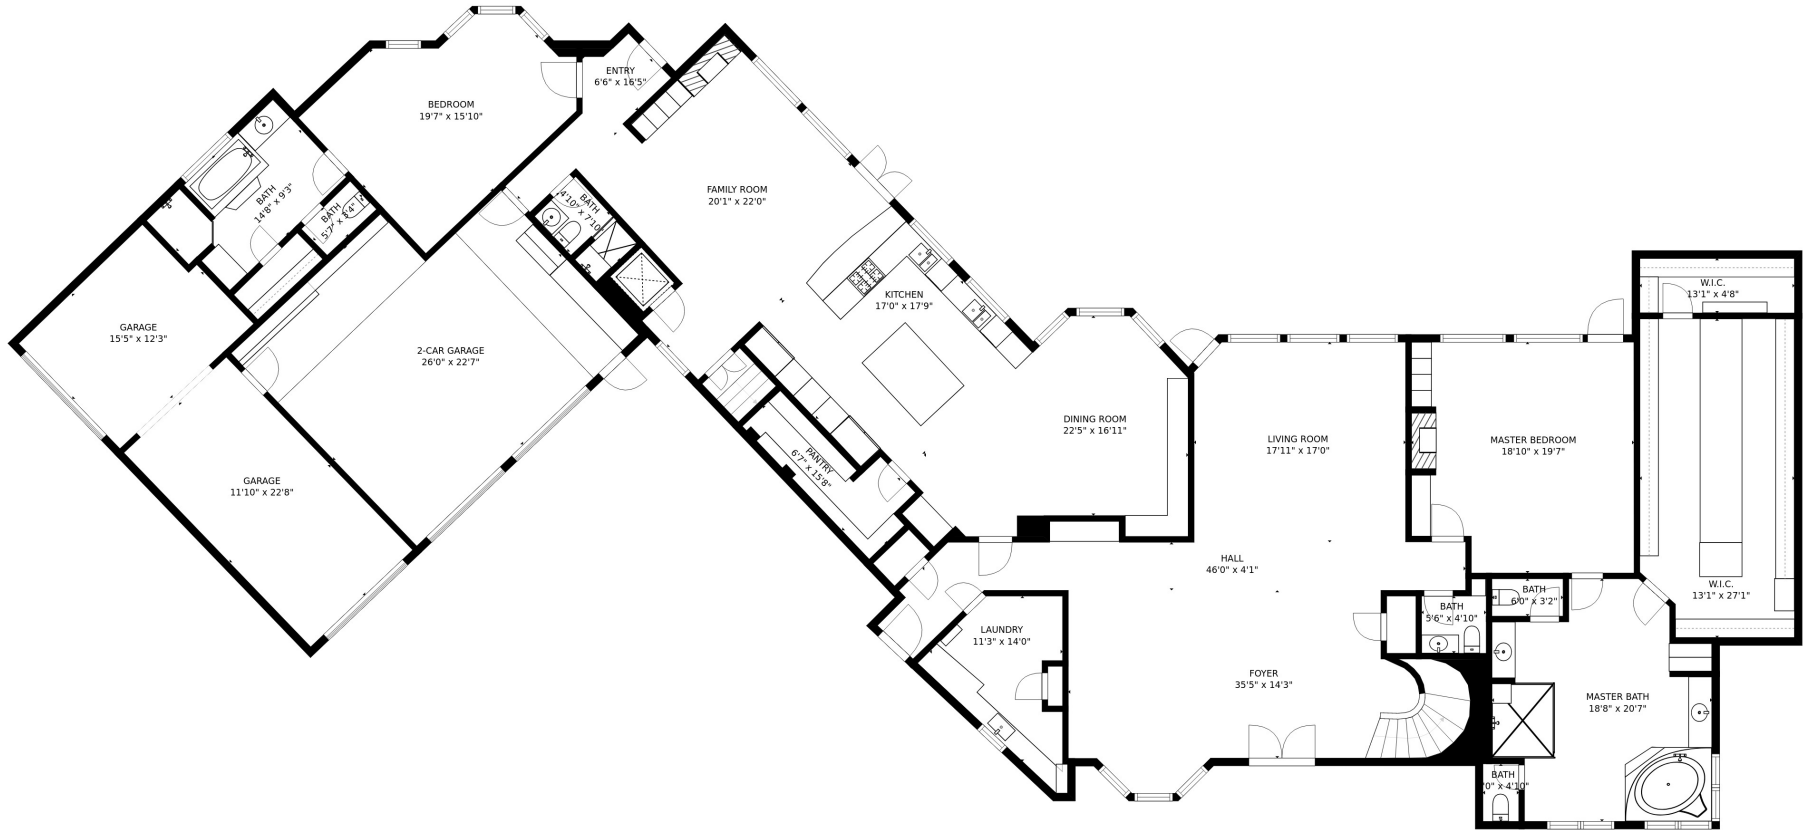 ENTRY
6'6" x 16'5"
BEDROOM
19'7" x 15'10"
BATH
14'8" x 9'3"
BATH
5'7" x 3'4"
BATH
4'10" x 7'10"
FAMILY ROOM
20'1" x 22'0"
KITCHEN
17'0" x 17'9"
GARAGE
15'5" x 12'3"
2-CAR GARAGE
26'0" x 22'7"
GARAGE
11'10" x 22'8"
PANTRY
6'7" x 15'8"
DINING ROOM
22'5" x 16'11"
LIVING ROOM
17'11" x 17'0"
MASTER BEDROOM
18'10" x 19'7"
W.I.C.
13'1" x 4'8"
W.I.C.
13'1" x 27'1"
HALL
46'0" x 4'1"
BATH
5'6" x 4'10"
BATH
6'0" x 3'2"
LAUNDRY
11'3" x 14'0"
FOYER
35'5" x 14'3"
MASTER BATH
18'8" x 20'7"
BATH
'0" x 4'10"